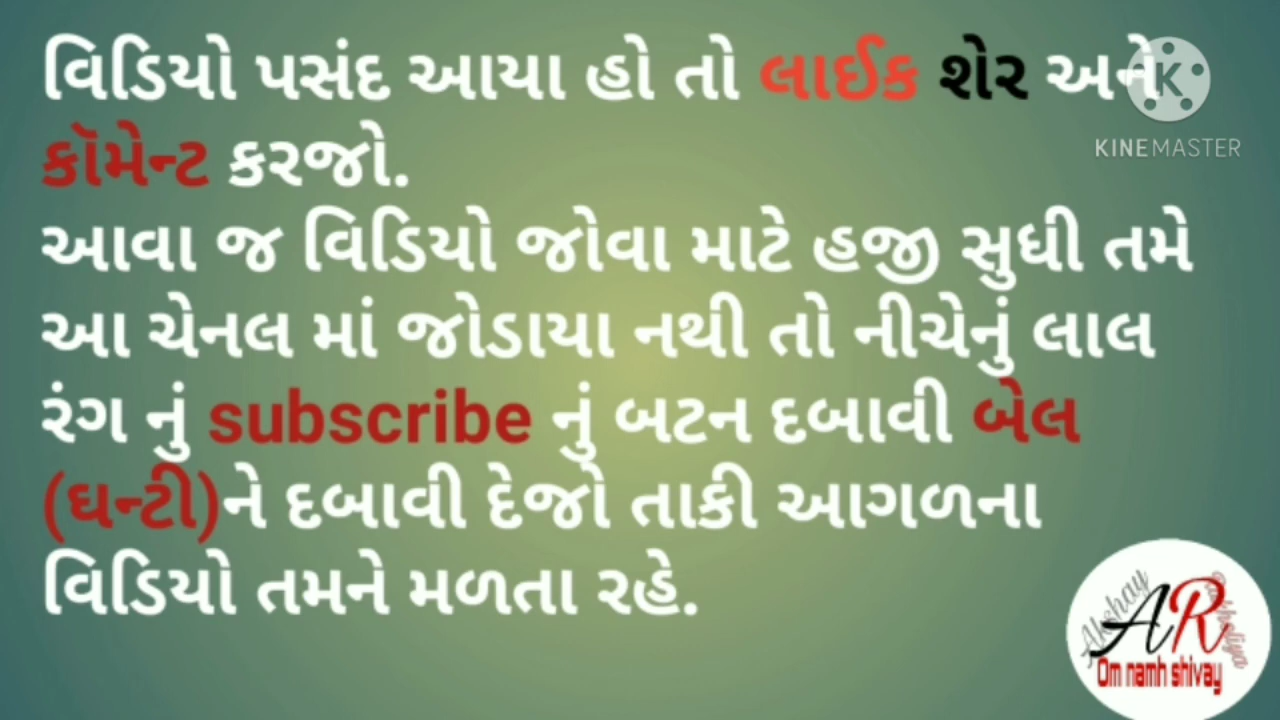 વિડિયો પસંદ આયા હો તો લાઈક શેર અને
કૉમેન્ટ કરજો.
આવા જ વિડિયો જોવા માટે હજી સુધી તમે
આ ચેનલ માં જોડાયા નથી તો નીચેનું લાલ
રંગ નું subscribe નું બટન દબાવી બેલ
(ઘન્ટી)ને દબાવી દેજો તાકી આગળના
વિડિયો તમને મળતા રહે.
K
KINEMASTER
Akshay
AR
Om namh shivay